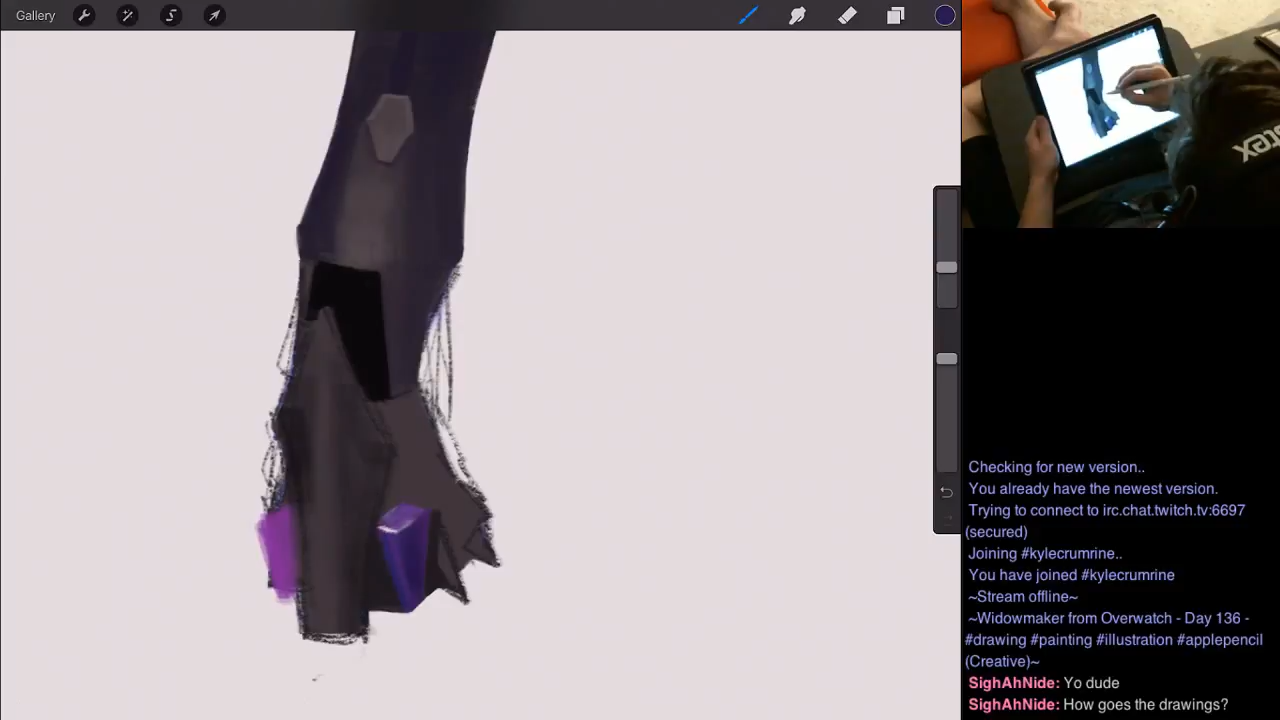 Gallery
Checking for new version..
You already have the newest version.
Trying to connect to irc.chat.twitch.tv:6697
(secured)
Joining #kylecrumrine..
You have joined #kylecrumrine
~Stream offline~
~Widowmaker from Overwatch - Day 136 -
#drawing #painting #illustration #applepencil
(Creative)~
SighAhNide: Yo dude
SighAhNide: How goes the drawings?